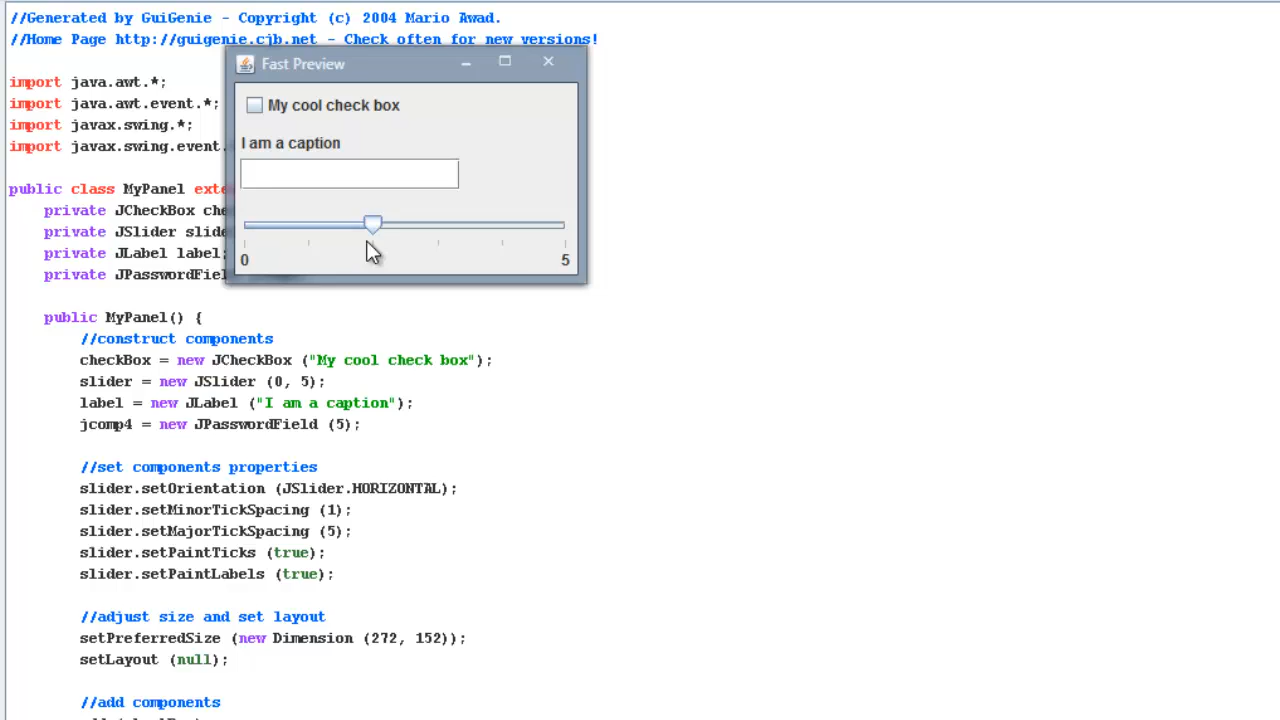 //Generated by GuiGenie - Copyright (c) 2004 Mario Awad.
//Home Page http://guigenie.cjb.net - Check often for new versions!
import java.awt.*;
import java.awt.event.*;
import javax.swing.*;
import javax.swing.event.
public class MyPanel
private JCheckBox
private JSlider
private JLabel label;
private
public MyPanel() {
//construct components
checkBox = new JCheckBox ("My cool check box");
slider = new JSlider (0, 5);
label = new JLabel ("I am a caption");
jcomp4 = new JPasswordField (5);
//set components properties
slider.setOrientation (JSlider.HORIZONTAL);
slider.setMinorTickSpacing (1);
slider.setMajorTickSpacing (5);
slider.setPaintTicks (true);
slider.setPaintLabels (true);
//adjust size and set layout
setPreferredSize (new Dimension (272, 152));
setLayout (null);
//add components
Fast Preview
My cool check box
I am a caption
0 5